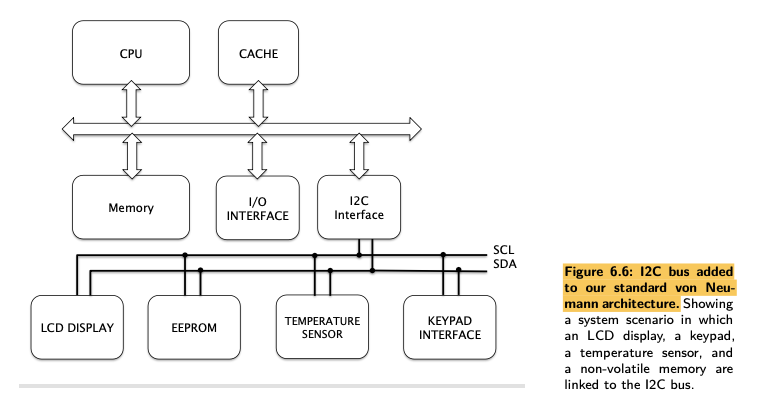 CPU
CACHE
Memory
I/O
INTERFACE
I2C
Interface
SCL
SDA
LCD DISPLAY
EEPROM
TEMPERATURE
SENSOR
KEYPAD
INTERFACE
Figure 6.6: I2C bus added
to our standard von Neu-
mann architecture. Showing
a system scenario in which
an LCD display, a keypad,
a temperature sensor, and
a non-volatile memory are
linked to the I2C bus.